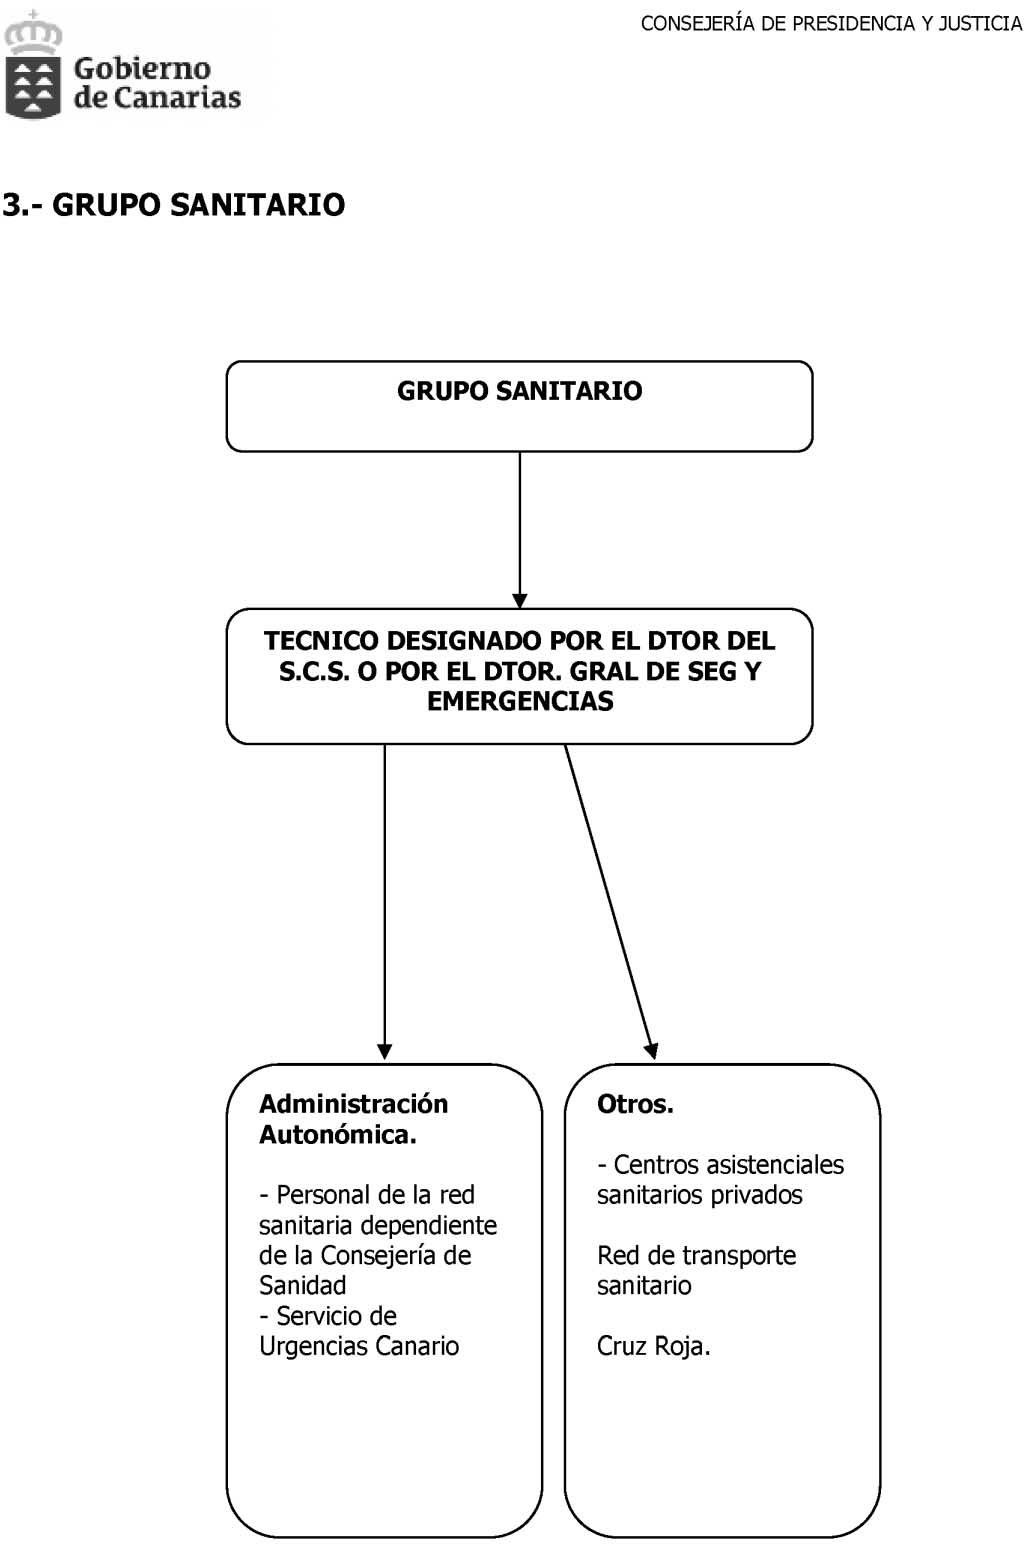 CONSEJERÍA DE PRESIDENCIA Y JUSTICIA
Gobierno
de Canarias
3.- GRUPO SANITARIO
GRUPO SANITARIO
TECNICO DESIGNADO POR EL DTOR DEL
S.C.S. O POR EL DTOR. GRAL DE SEG Y
EMERGENCIAS
Administración
Autonómica.
- Personal de la red
sanitaria dependiente
de la Consejería de
Sanidad
- Servicio de
Urgencias Canario
Otros.
- Centros asistenciales
sanitarios privados
Red de transporte
sanitario
Cruz Roja.